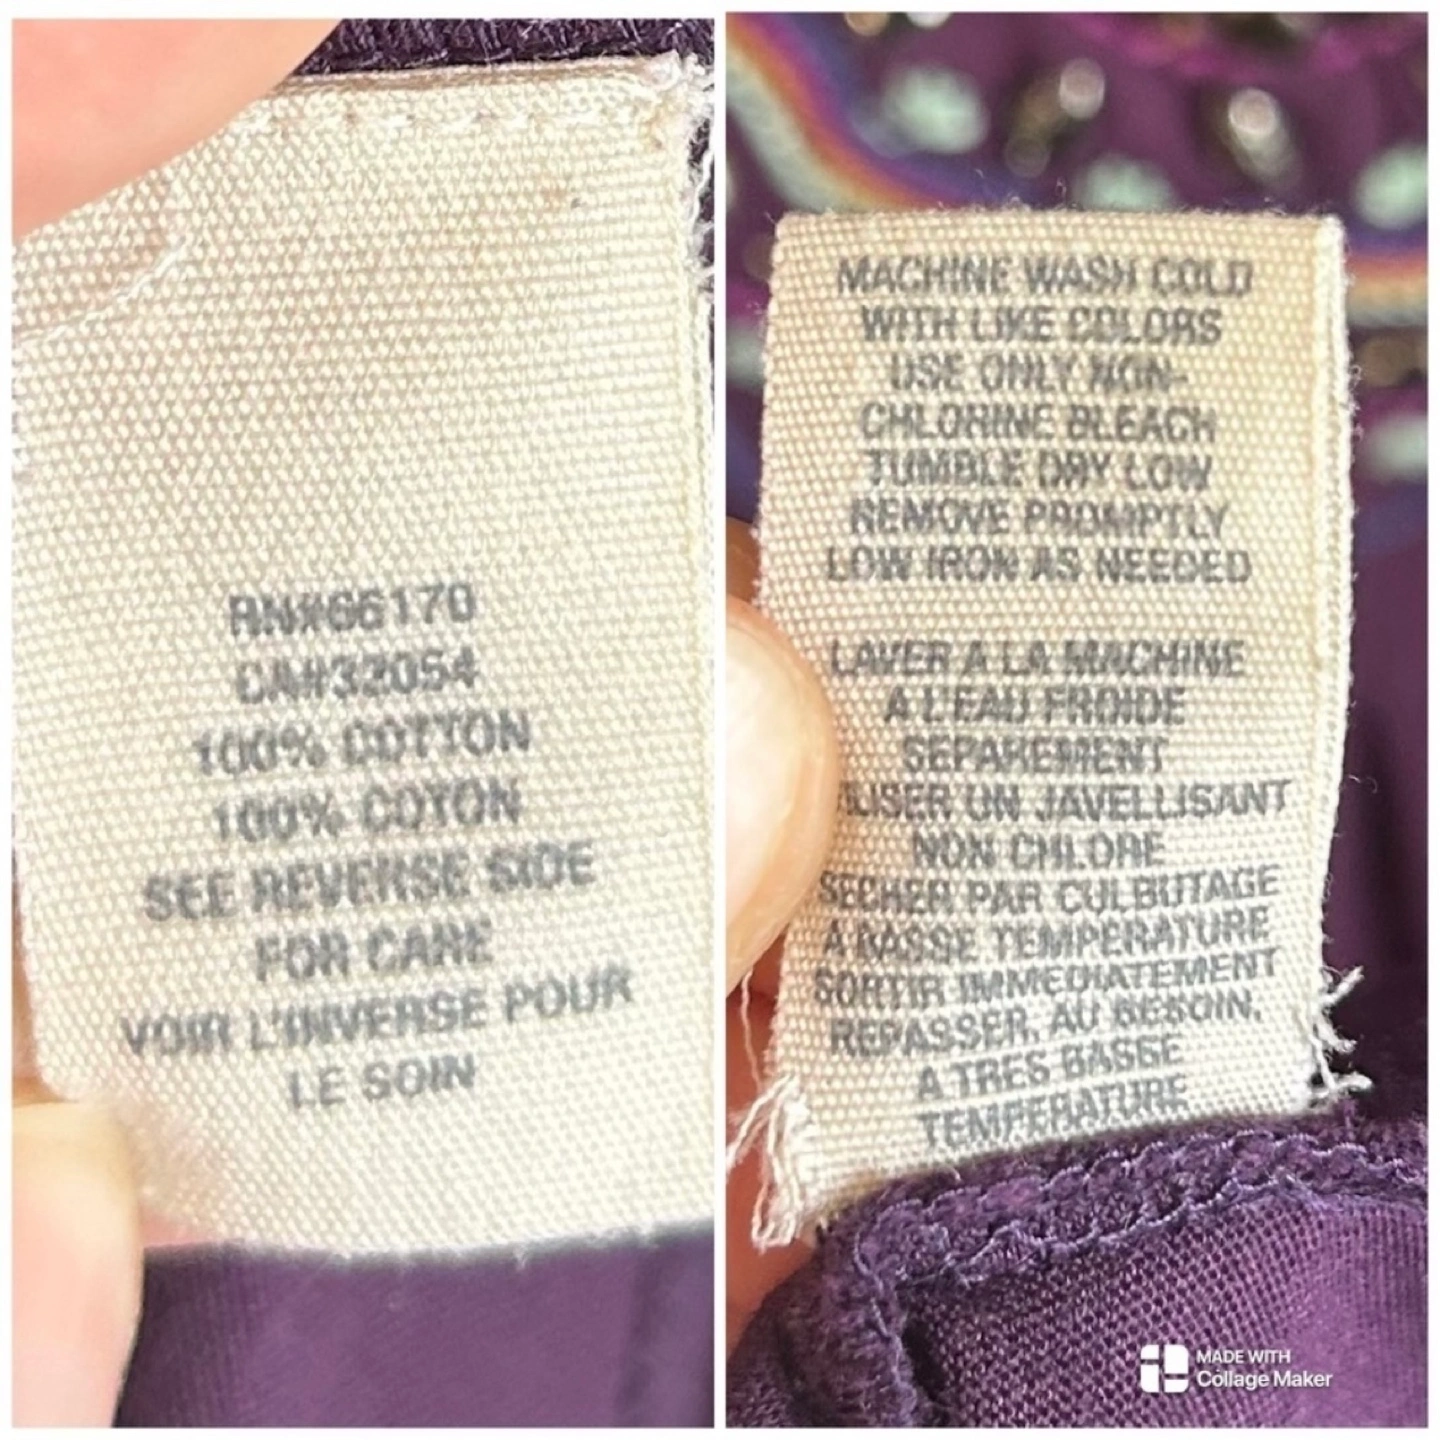 RN#66170
CA#32054
100% COTTON
100% COTON
SEE REVERSE SIDE
FOR CARE
VOIR L'INVERSE POUR
LE SOIN
MACHINE WASH COLD
WITH LIKE COLORS
USE ONLY NON-
CHLORINE BLEACH
TUMBLE DRY LOW
REMOVE PROMPTLY
LOW IRON AS NEEDED
LAVER A LA MACHINE
A L'EAU FROIDE
SEPAREMENT
UN JAVELLISANT
NON CHLORE
SECHER PAR CULBUTAGE
A BASSE TEMPERATURE
SORTIR IMMEDIATEMENT
REPASSER, AU BESOIN,
A TRES BASSE
TEMPERATURE
MADE WITH
Collage Maker